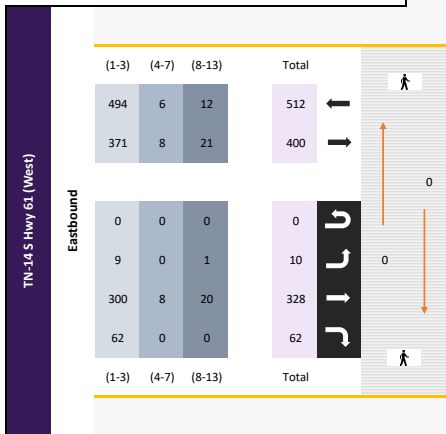 TN-14 S Hwy 61 (West)
Eastbound
(1-3) (4-7) (8-13) Total
494 6 12 512
371 8 21 400
0
0 0 0 0
9 0 1 10 0
300 8 20 328
62 0 0 62
(1-3) (4-7) (8-13) Total